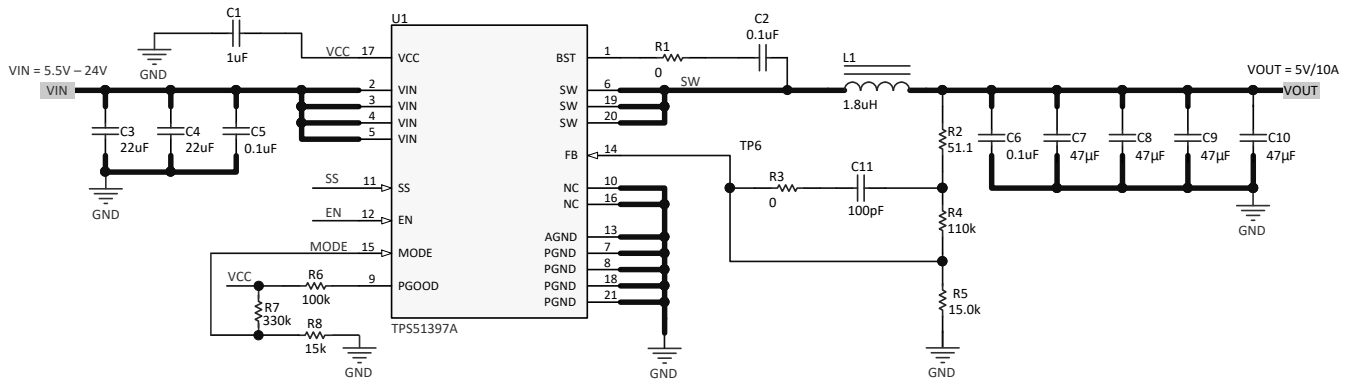 C1
1uF
GND
VCC 17
U1
VCC
BST
1
R1
0
C2
0.1uF
SW
L1
1.8uH
VIN = 5.5V – 24V
VIN
VOUT = 5V/10A
VOUT
2
VIN
3
VIN
4
VIN
5
VIN
SW
6
SW
19
SW
20
C3
22uF
C4
22uF
C5
0.1uF
GND
FB
14
TP6
R2
51.1
C6
0.1uF
C7
47µF
C8
47µF
C9
47µF
C10
47µF
GND
SS
11
SS
NC
10
NC
16
R3
0
C11
100pF
EN
12
EN
R4
110k
AGND
13
MODE 15
MODE
PGND
7
PGND
8
PGND
18
PGND
21
VCC
R6
100k
9
PGOOD
R7
330k
R8
15k
GND
R5
15.0k
TPS51397A
GND
GND